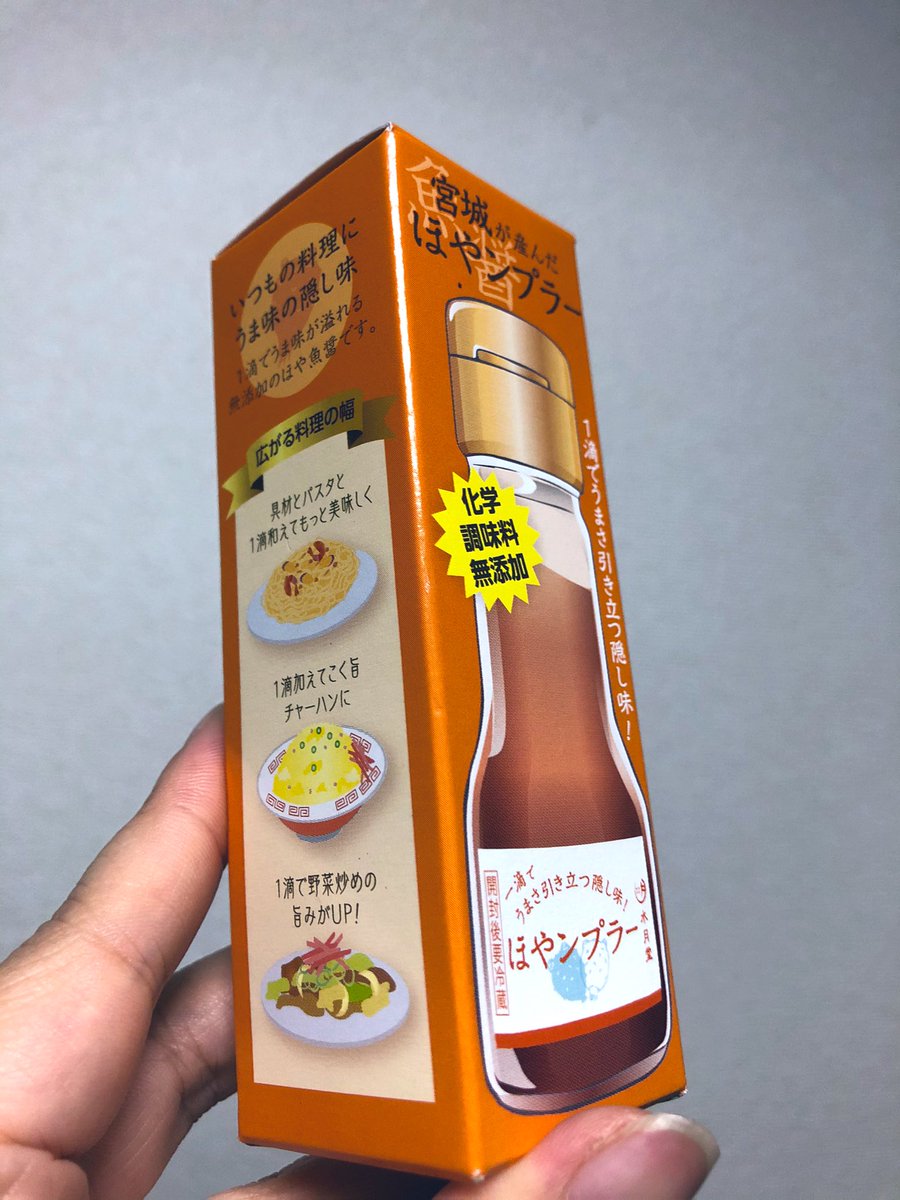 いつもの料理に
うま味の隠し味
1滴でうま味が溢れる
無添加のほや魚醤です。
広がる料理の幅
具材とパスタと
1滴和えてもっと美味しく
1滴加えてこく旨
チャーハンに
1滴で野菜炒めの
旨みがUP!
魚醤
宮城が産んだ
ほやンプラー
1滴でうまさ引き立つ隠し味!
化学
調味料
無添加
一滴で
うまさ引き立つ隠し味!
ほやンプラー
開封後要冷蔵
水月堂